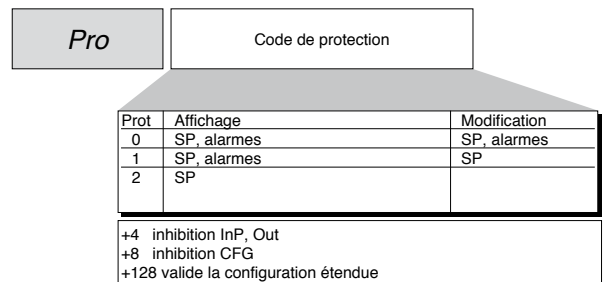 Pro
Code de protection
Prot Affichage Modification
0 SP, alarmes SP, alarmes
1 SP, alarmes SP
2 SP
+4 inhibition InP, Out
+8 inhibition CFG
+128 valide la configuration étendue